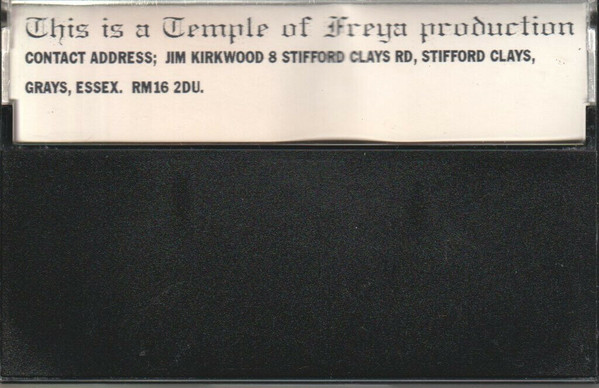 This is a Temple of Freya production
CONTACT ADDRESS; JIM KIRKWOOD 8 STIFFORD CLAYS RD, STIFFORD CLAYS,
GRAYS, ESSEX. RM16 2DU.